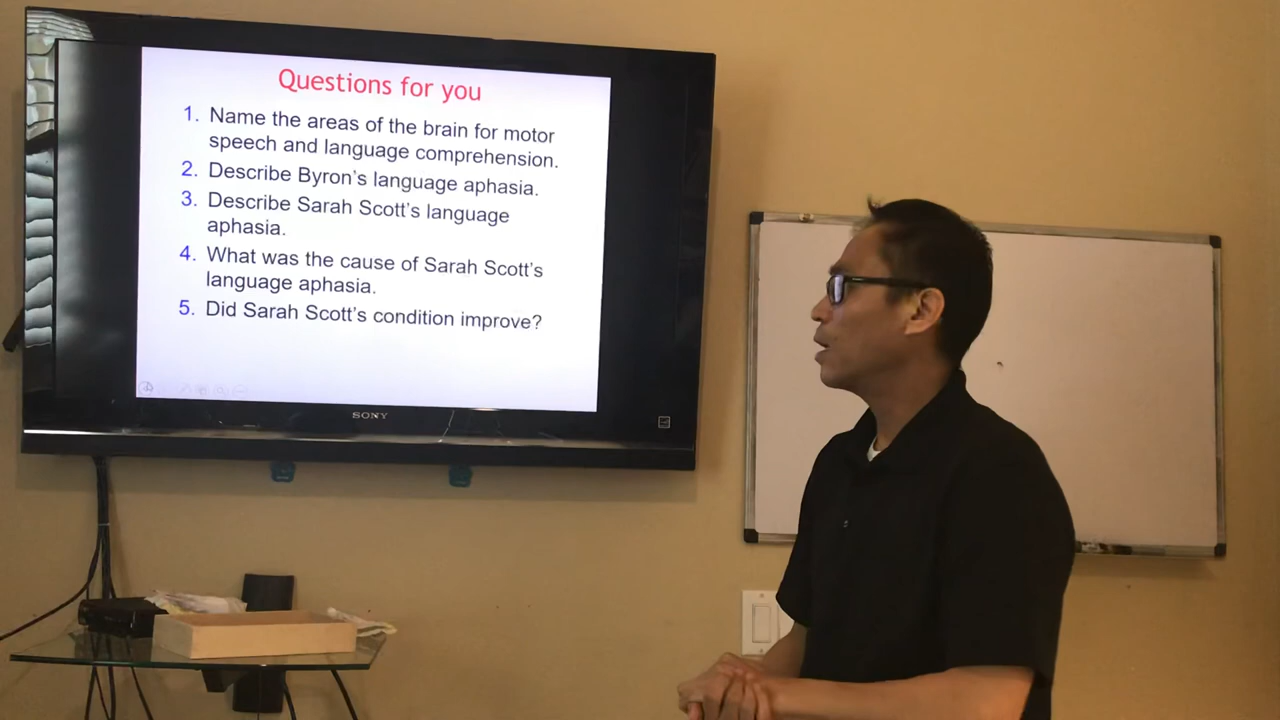 Questions for you
1. Name the areas of the brain for motor
speech and language comprehension.
2. Describe Byron's language aphasia.
3. Describe Sarah Scott's language
aphasia.
4. What was the cause of Sarah Scott's
language aphasia.
5. Did Sarah Scott's condition improve?
SONY